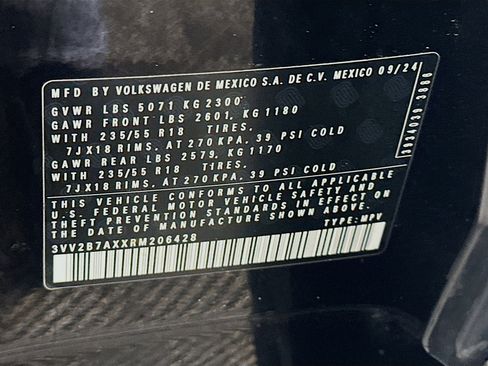 MFD BY VOLKSWAGEN DE MEXICO S.A. DE C.V. MEXICO 09/24
GVWR LBS 5071 KG 2300
GAWR FRONT LBS 2601, KG 1180
WITH 235/55 R18 TIRES.
7JX18 RIMS, AT 270 KPA, 39 PSI COLD
GAWR REAR LBS 2579, KG 1170
WITH 235/55 R18 TIRES.
7JX18 RIMS, AT 270 KPA, 39 PSI COLD
THIS VEHICLE CONFORMS TO ALL APPLICABLE
U.S. FEDERAL MOTOR VEHICLE SAFETY AND
THEFT PREVENTION STANDARDS IN EFFECT ON
THE DATE OF MANUFACTURE SHOWN ABOVE.
3VV2B7AXXRM206428 TYPE: MPV